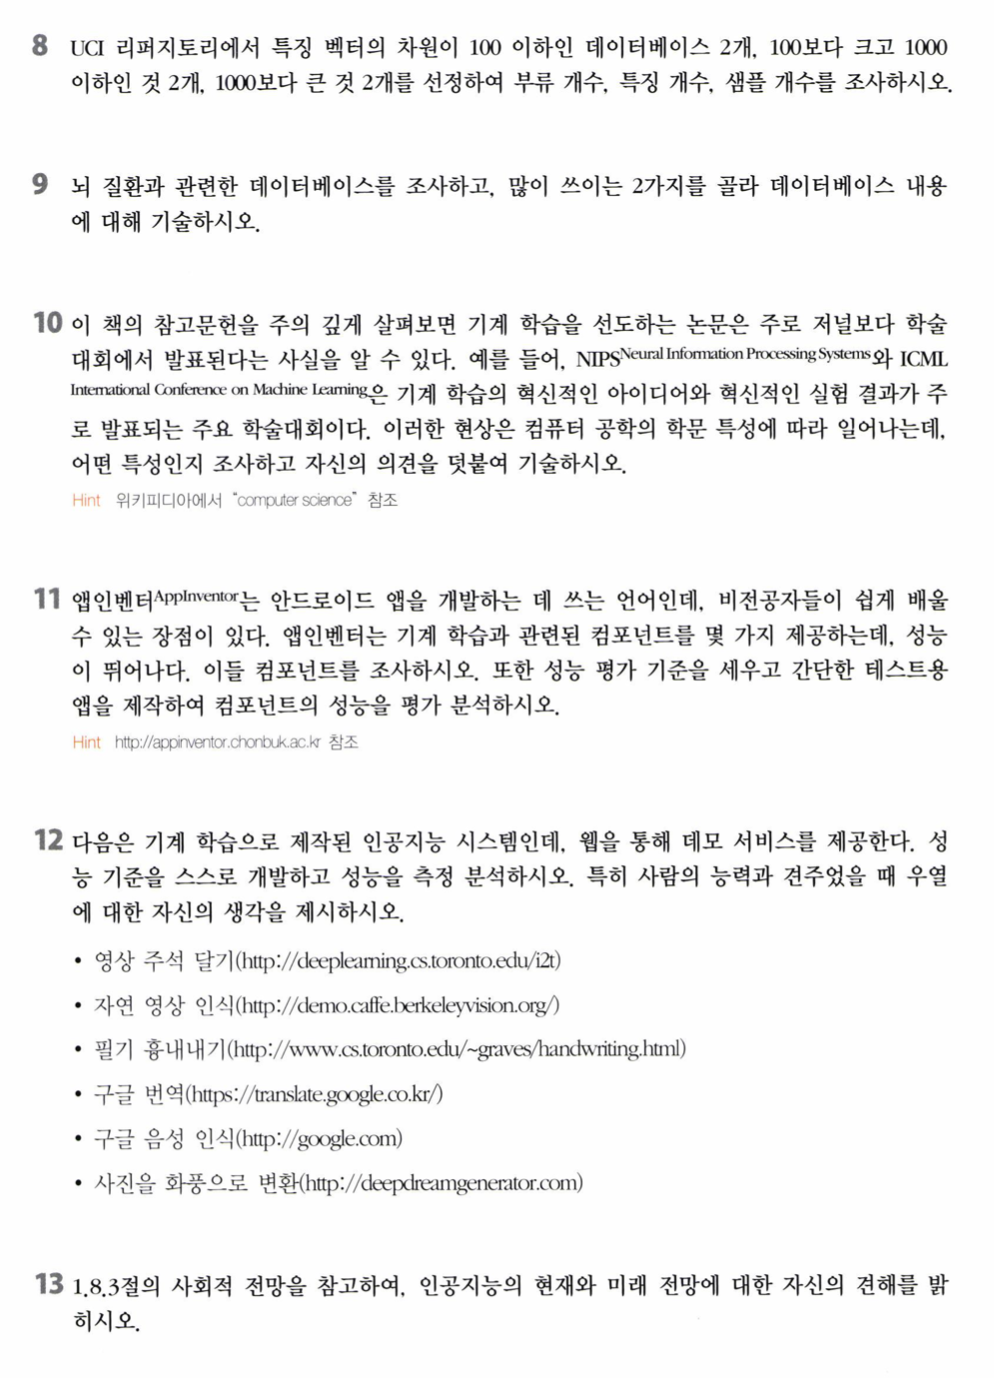 8 UCI 리퍼지토리에서 특징 벡터의 차원이 100 이하인 데이터베이스 2개, 100보다 크고 1000
이하인 것 2개, 1000보다 큰 것 2개를 선정하여 부류 개수, 특징 개수, 샘플 개수를 조사하시오.
9 뇌 질환과 관련한 데이터베이스를 조사하고, 많이 쓰이는 2가지를 골라 데이터베이스 내용
에 대해 기술하시오.
10 이 책의 참고문헌을 주의 깊게 살펴보면 기계 학습을 선도하는 논문은 주로 저널보다 학술
대회에서 발표된다는 사실을 알 수 있다. 예를 들어, NIPS Neural Information Processing Systems와 ICML
International Conference on Machine Learning은 기계 학습의 혁신적인 아이디어와 혁신적인 실험 결과가 주
로 발표되는 주요 학술대회이다. 이러한 현상은 컴퓨터 공학의 학문 특성에 따라 일어나는데,
어떤 특성인지 조사하고 자신의 의견을 덧붙여 기술하시오.
Hint 위키피디아에서 “computer science” 참조
11 앱인벤터AppInventor는 안드로이드 앱을 개발하는 데 쓰는 언어인데, 비전공자들이 쉽게 배울
수 있는 장점이 있다. 앱인벤터는 기계 학습과 관련된 컴포넌트를 몇 가지 제공하는데, 성능
이 뛰어나다. 이들 컴포넌트를 조사하시오. 또한 성능 평가 기준을 세우고 간단한 테스트용
앱을 제작하여 컴포넌트의 성능을 평가 분석하시오.
Hint http://appinventor.chonbuk.ac.kr 참조
12 다음은 기계 학습으로 제작된 인공지능 시스템인데, 웹을 통해 데모 서비스를 제공한다. 성
능 기준을 스스로 개발하고 성능을 측정 분석하시오. 특히 사람의 능력과 견주었을 때 우열
에 대한 자신의 생각을 제시하시오.
• 영상 주석 달기(http://deeplearning.cs.toronto.edu/i2t)
• 자연 영상 인식(http://demo.caffe.berkeleyvision.org/)
• 필기 흉내내기(http://www.cs.toronto.edu/~graves/handwriting.html)
• 구글 번역(https://translate.google.co.kr/)
• 구글 음성 인식(http://google.com)
• 사진을 화풍으로 변환(http://deepdreamgenerator.com)
13 1.8.3절의 사회적 전망을 참고하여, 인공지능의 현재와 미래 전망에 대한 자신의 견해를 밝
히시오.